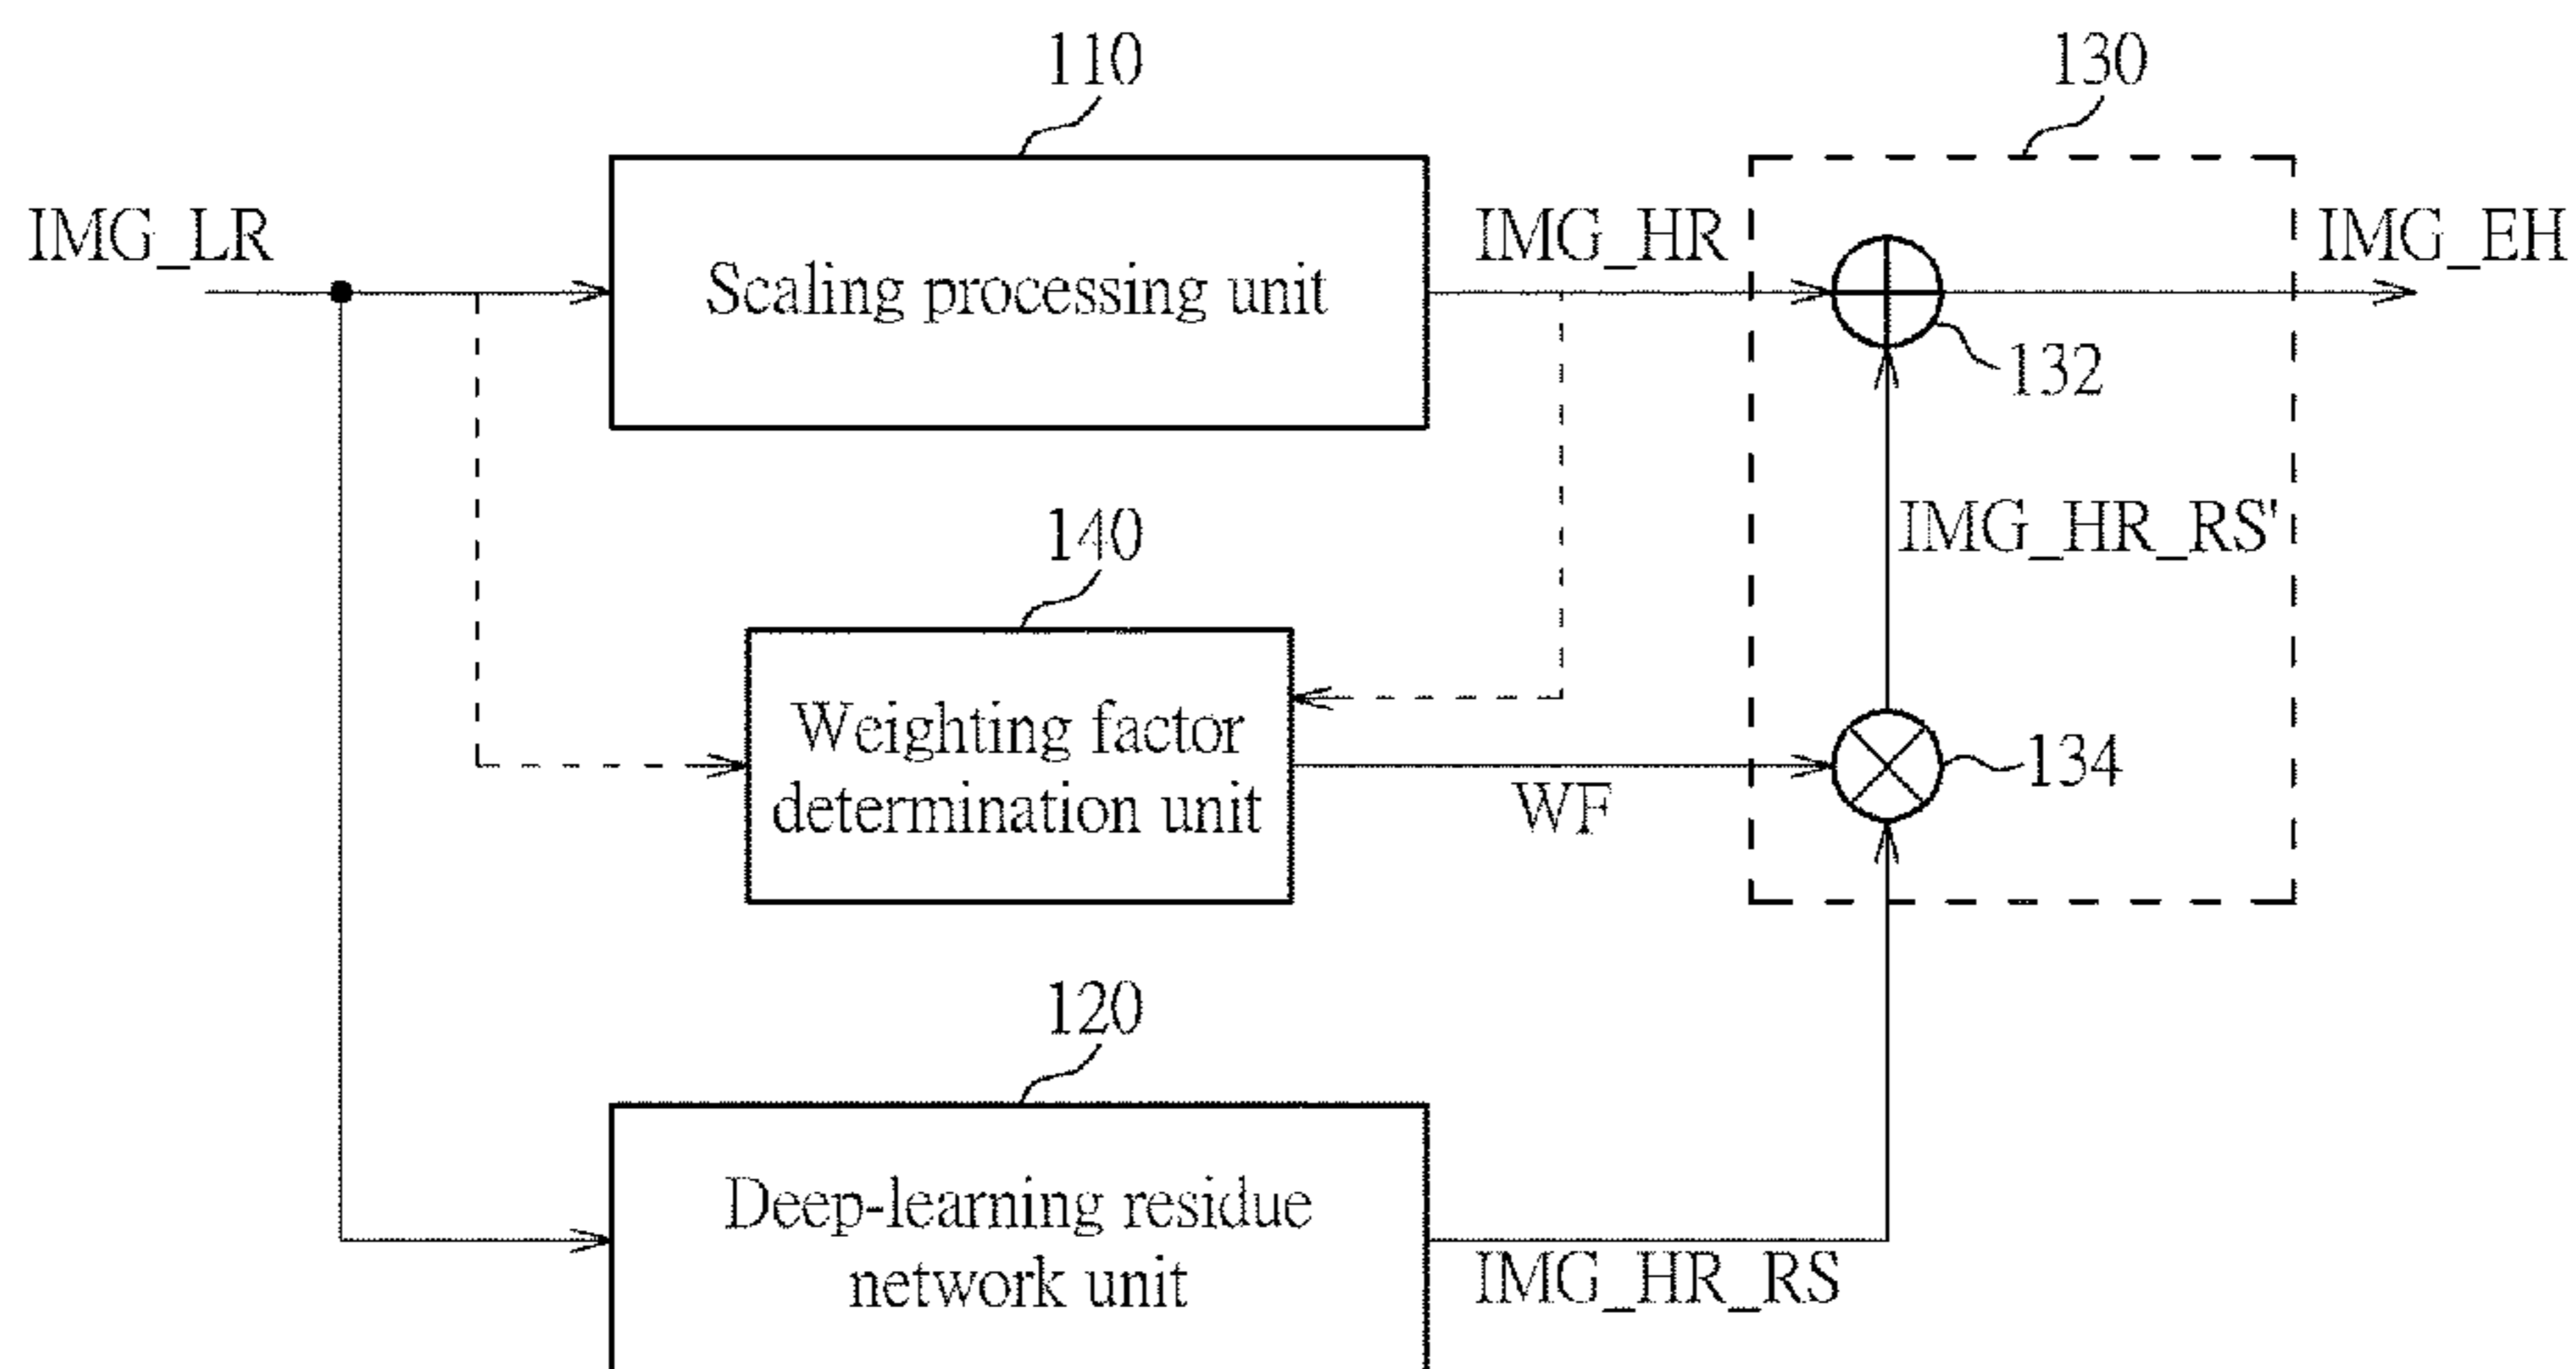 110
130
IMG_LR
IMG_HR
IMG_EH
Scaling processing unit
132
140
IMG_HR_RS'
Weighting factor
determination unit
134
WF
120
Deep-learning residue
network unit
IMG_HR_RS